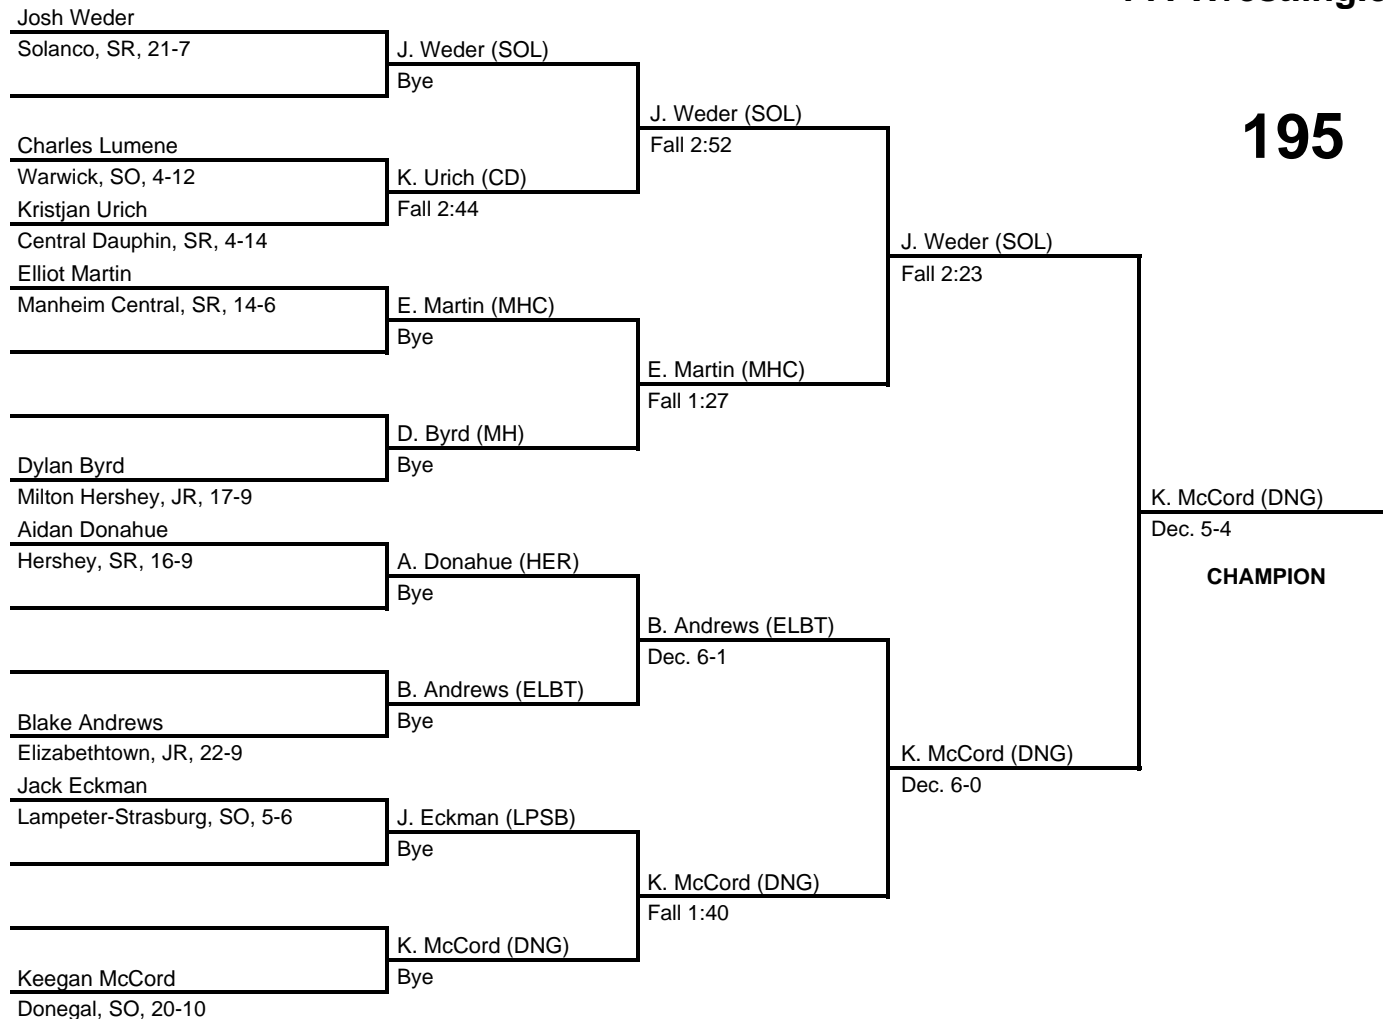 Josh Weder
Solanco, SR, 21-7
J. Weder (SOL)
Bye
J. Weder (SOL)
Fall 2:52
195
Charles Lumene
Warwick, SO, 4-12
K. Urich (CD)
Kristjan Urich
Fall 2:44
Central Dauphin, SR, 4-14
J. Weder (SOL)
Fall 2:23
Elliot Martin
Manheim Central, SR, 14-6
E. Martin (MHC)
Bye
E. Martin (MHC)
Fall 1:27
D. Byrd (MH)
Bye
Dylan Byrd
Milton Hershey, JR, 17-9
K. McCord (DNG)
Dec. 5-4
CHAMPION
Aidan Donahue
Hershey, SR, 16-9
A. Donahue (HER)
Bye
B. Andrews (ELBT)
Dec. 6-1
B. Andrews (ELBT)
Bye
Blake Andrews
Elizabethtown, JR, 22-9
K. McCord (DNG)
Dec. 6-0
Jack Eckman
Lampeter-Strasburg, SO, 5-6
J. Eckman (LPSB)
Bye
K. McCord (DNG)
Fall 1:40
K. McCord (DNG)
Bye
Keegan McCord
Donegal, SO, 20-10